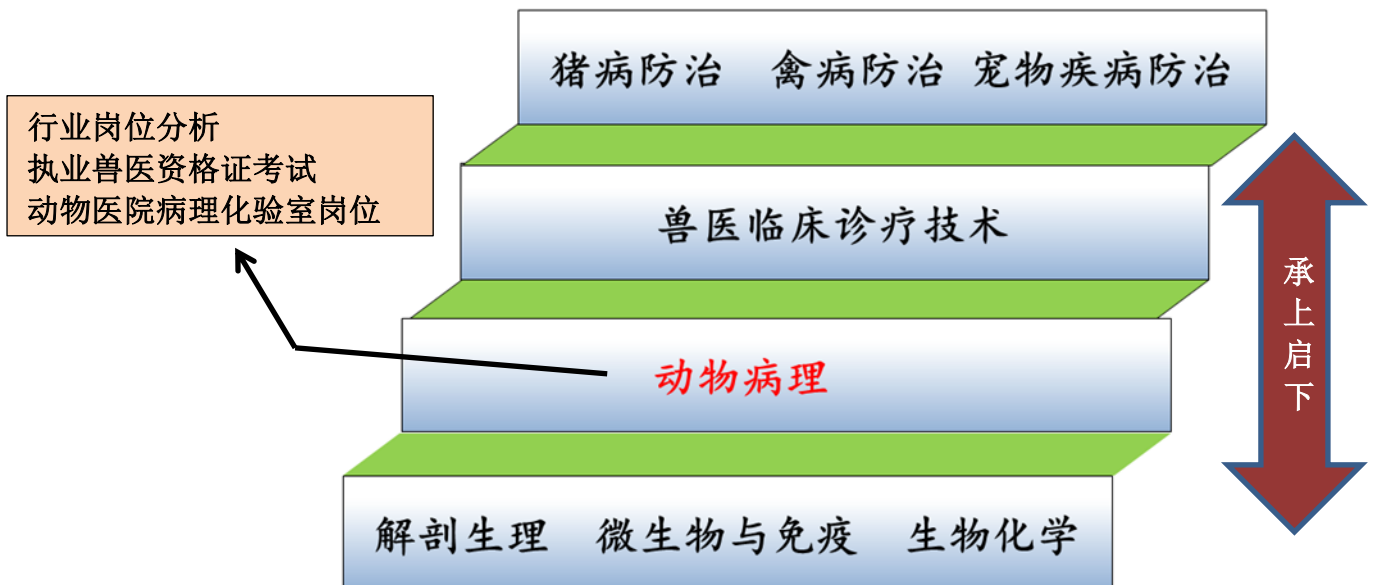 猪病防治 禽病防治 宠物疾病防治
行业岗位分析
执业兽医资格证考试
动物医院病理化验室岗位
兽医临床诊疗技术
承上启下
动物病理
解剖生理 微生物与免疫 生物化学